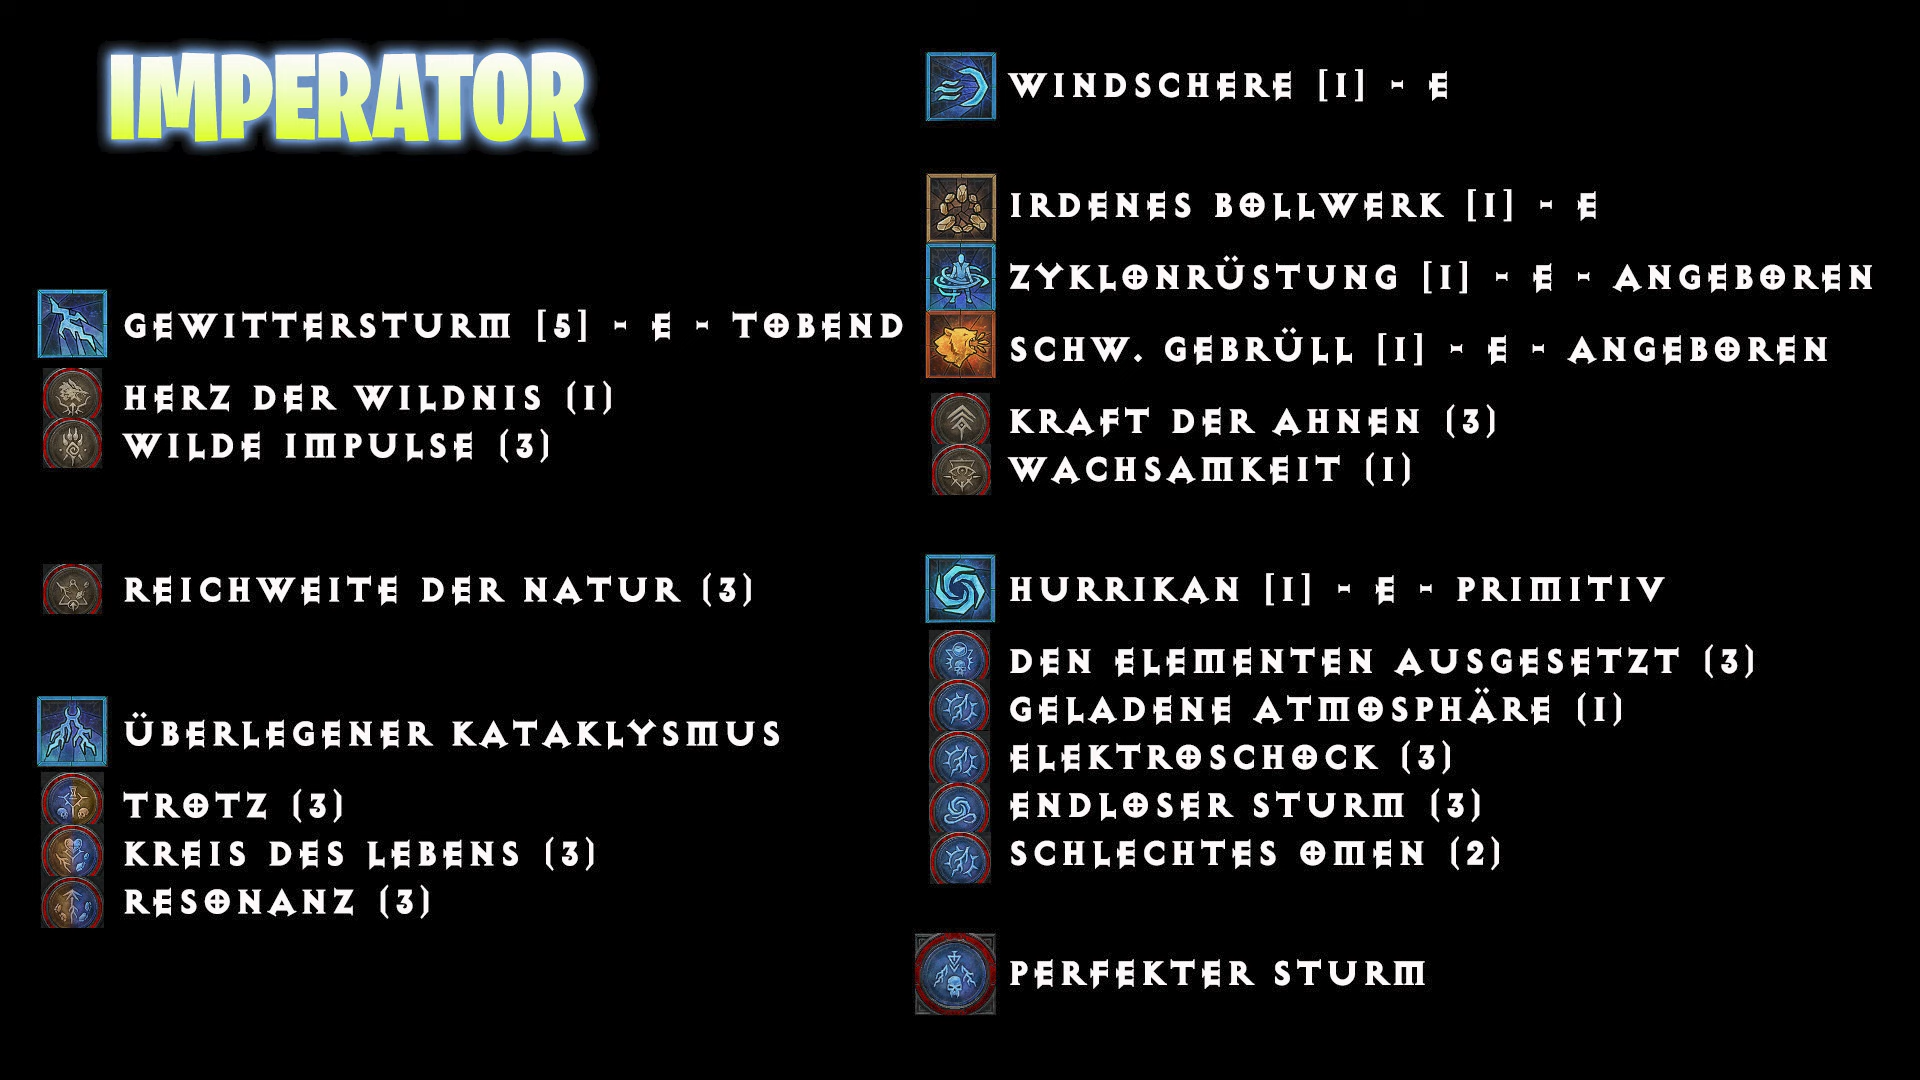 IMPERATOR
GEWITTERSTURM [5] - E - TOBEND
HERZ DER WILDNIS (1)
WILDE IMPULSE (3)
REICHWEITE DER NATUR (3)
ÜBERLEGENER KATAKLYSMUS
TROTZ (3)
KREIS DES LEBENS (3)
RESONANZ (3)
WINDSCHERE [1] - E
IRDENES BOLLWERK [1] - E
ZYKLONRÜSTUNG [1] - E - ANGEBOREN
SCHW. GEBRÜLL [1] - E - ANGEBOREN
KRAFT DER AHNEN (3)
WACHSAMKEIT (1)
HURRIKAN [1] - E - PRIMITIV
DEN ELEMENTEN AUSGESETZT (3)
GELADENE ATMOSPHÄRE (1)
ELEKTROSCHOCK (3)
ENDLOSER STURM (3)
SCHLECHTES OMEN (2)
PERFEKTER STURM